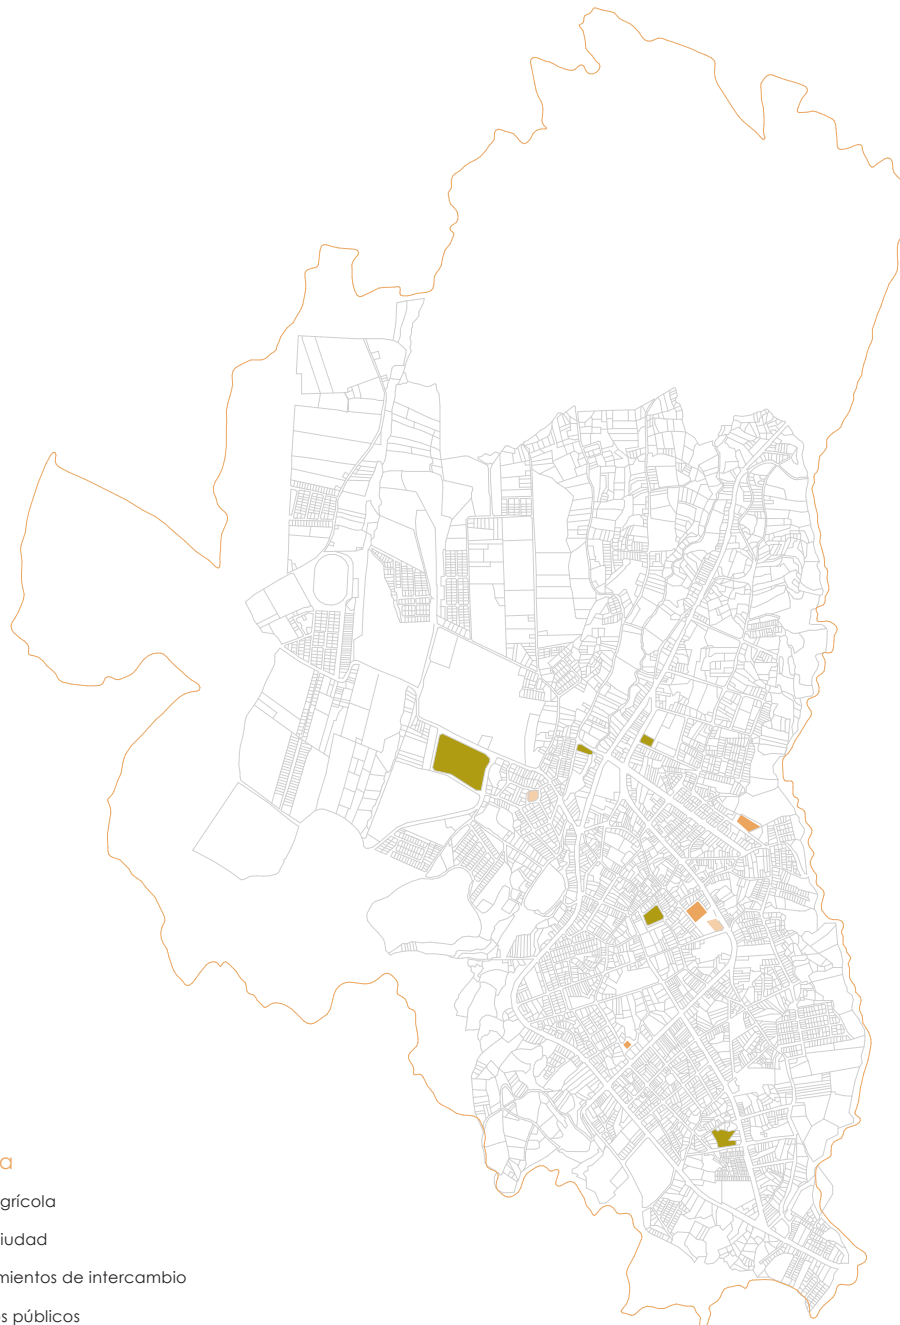 a
grícola
iudad
mientos de intercambio
s públicos